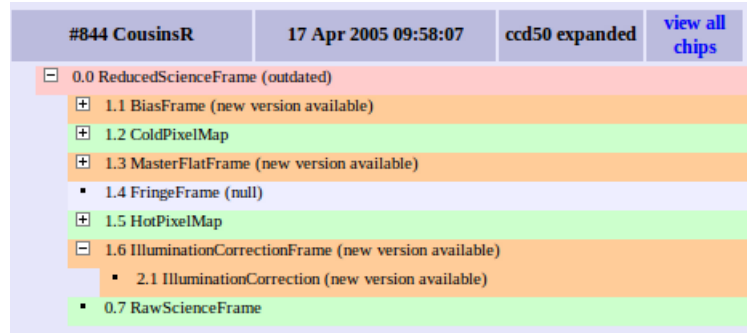 #844 CousinsR 17 Apr 2005 09:58:07 ccd50 expanded view all chips
0.0 ReducedScienceFrame (outdated)
1.1 BiasFrame (new version available)
1.2 ColdPixelMap
1.3 MasterFlatFrame (new version available)
1.4 FringeFrame (null)
1.5 HotPixelMap
1.6 IlluminationCorrectionFrame (new version available)
2.1 IlluminationCorrection (new version available)
0.7 RawScienceFrame